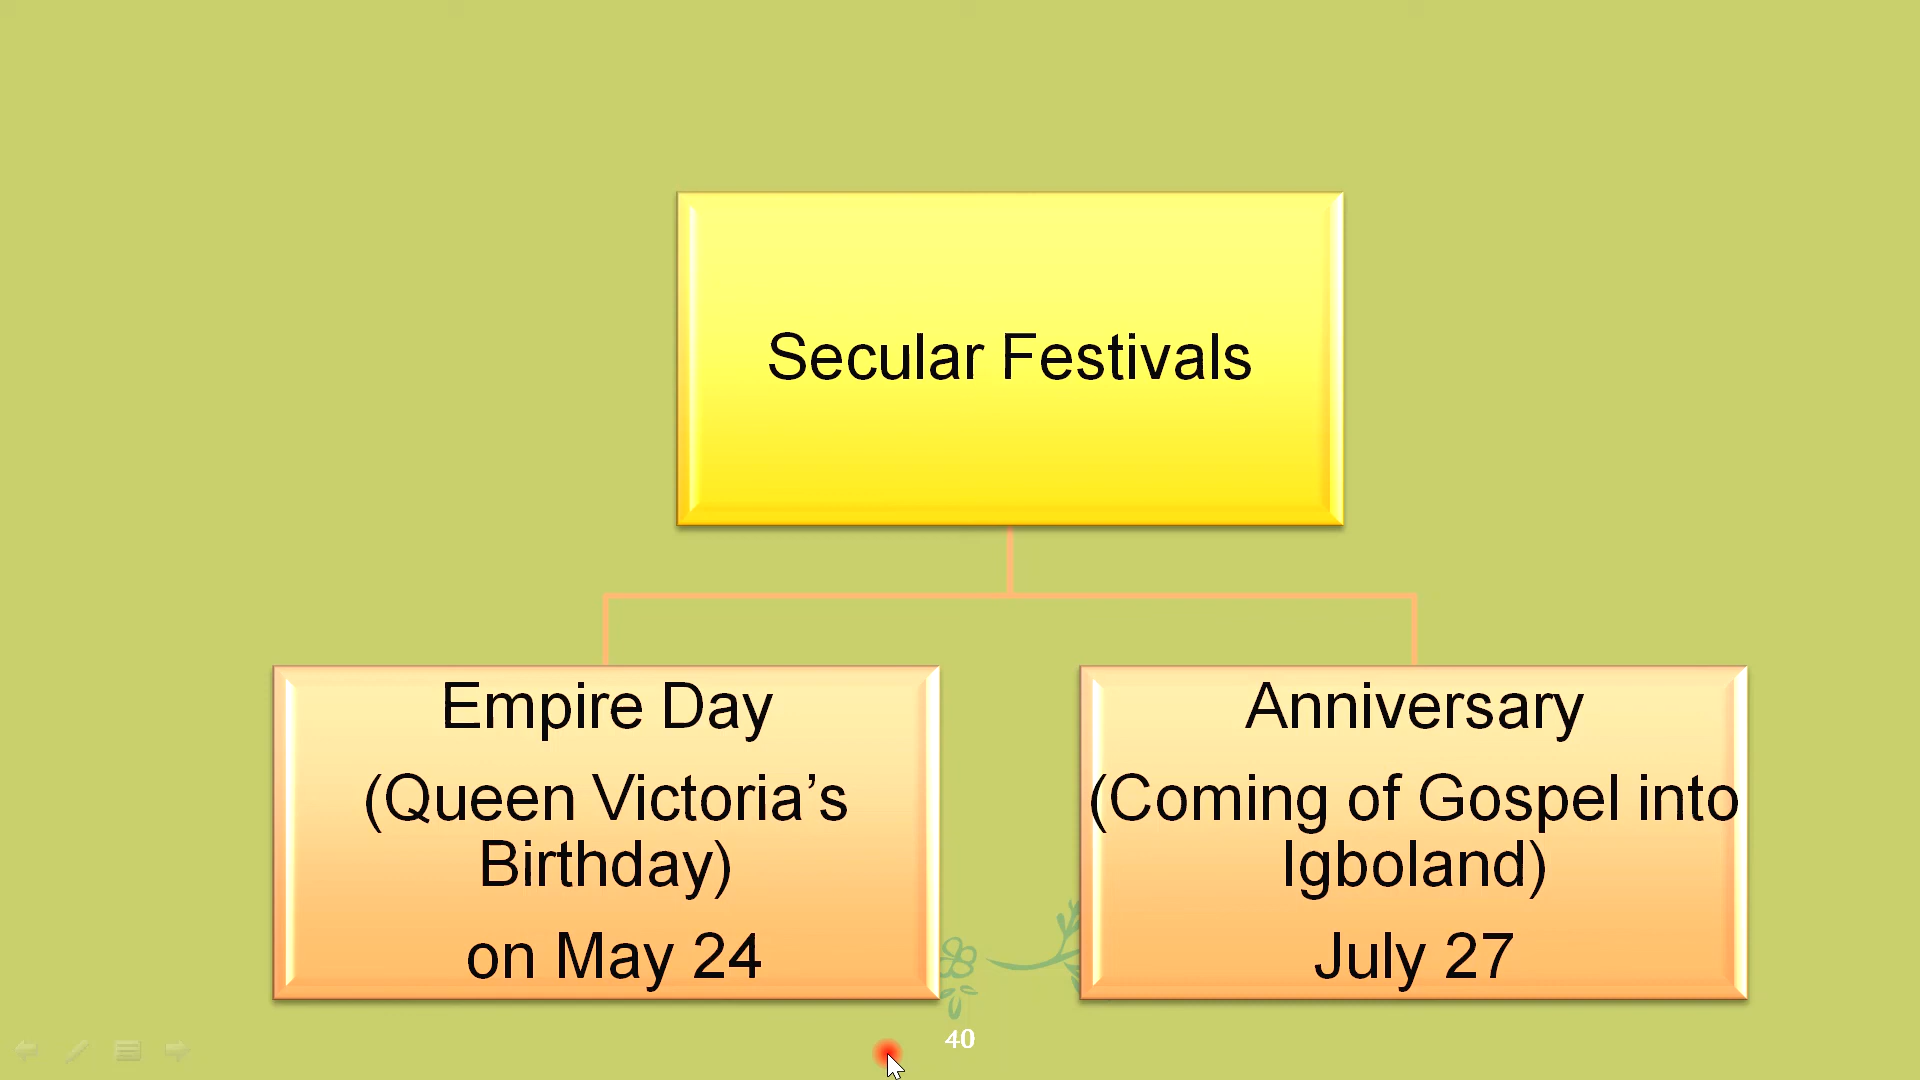 Secular Festivals
Empire Day
(Queen Victoria’s
Birthday)
on May 24
Anniversary
(Coming of Gospel into
Igboland)
July 27
40